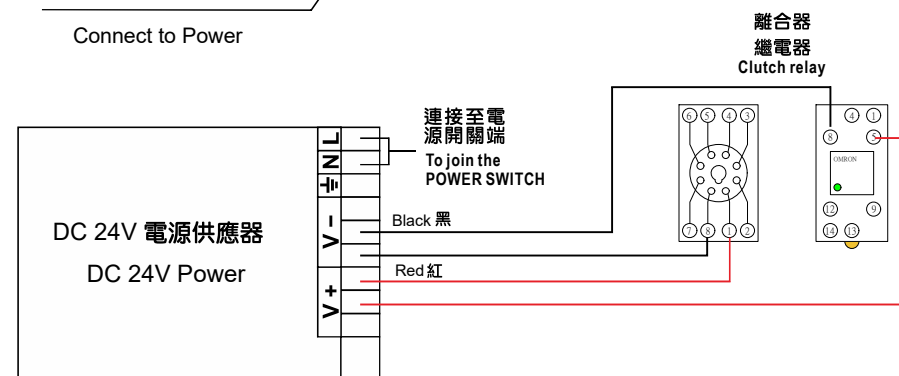 Connect to Power
離合器
繼電器
Clutch relay
連接至電
源開關端
To join the
POWER SWITCH
L
N
V -
V +
DC 24V 電源供應器
DC 24V Power
Black 黑
Red 紅
6 5 4 3
7 8 1 2
4 1
8 5
OMRON
12 9
14 13